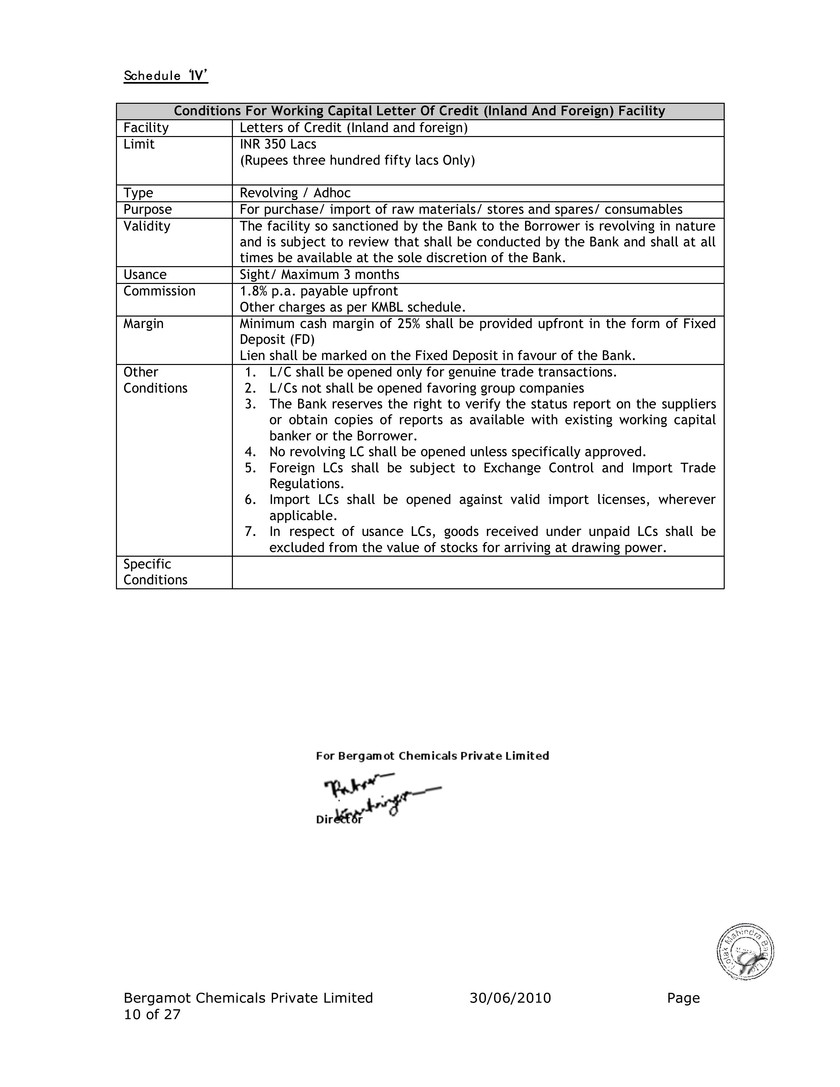 Schedule ‘IV’
Conditions For Working Capital Letter Of Credit (Inland And Foreign) Facility
Facility Letters of Credit (Inland and foreign)
Limit INR 350 Lacs
(Rupees three hundred fifty lacs Only)
Type Revolving / Adhoc
Purpose For purchase/ import of raw materials/ stores and spares/ consumables
Validity The facility so sanctioned by the Bank to the Borrower is revolving in nature
and is subject to review that shall be conducted by the Bank and shall at all
times be available at the sole discretion of the Bank.
Usance Sight/ Maximum 3 months
Commission 1.8% p.a. payable upfront
Other charges as per KMBL schedule.
Margin Minimum cash margin of 25% shall be provided upfront in the form of Fixed
Deposit (FD)
Lien shall be marked on the Fixed Deposit in favour of the Bank.
Other 1. L/C shall be opened only for genuine trade transactions.
Conditions 2. L/Cs not shall be opened favoring group companies
3. The Bank reserves the right to verify the status report on the suppliers
or obtain copies of reports as available with existing working capital
banker or the Borrower.
4. No revolving LC shall be opened unless specifically approved.
5. Foreign LCs shall be subject to Exchange Control and Import Trade
Regulations.
6. Import LCs shall be opened against valid import licenses, wherever
applicable.
7. In respect of usance LCs, goods received under unpaid LCs shall be
excluded from the value of stocks for arriving at drawing power.
Specific
Conditions
For Bergamot Chemicals Private Limited
Director
Mahindra
Bergamot Chemicals Private Limited 30/06/2010 Page
10 of 27